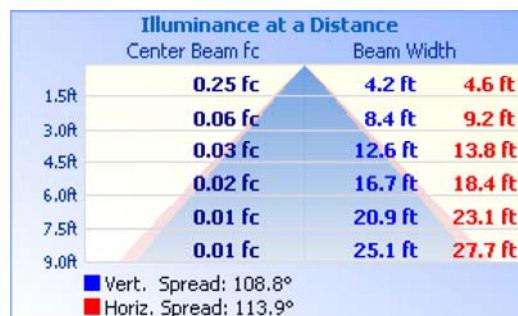 Illuminance at a Distance
Center Beam fc Beam Width
1.5ft 0.25 fc 4.2 ft 4.6 ft
3.0ft 0.06 fc 8.4 ft 9.2 ft
4.5ft 0.03 fc 12.6 ft 13.8 ft
6.0ft 0.02 fc 16.7 ft 18.4 ft
7.5ft 0.01 fc 20.9 ft 23.1 ft
9.0ft 0.01 fc 25.1 ft 27.7 ft
Vert. Spread: 108.8°
Horiz. Spread: 113.9°